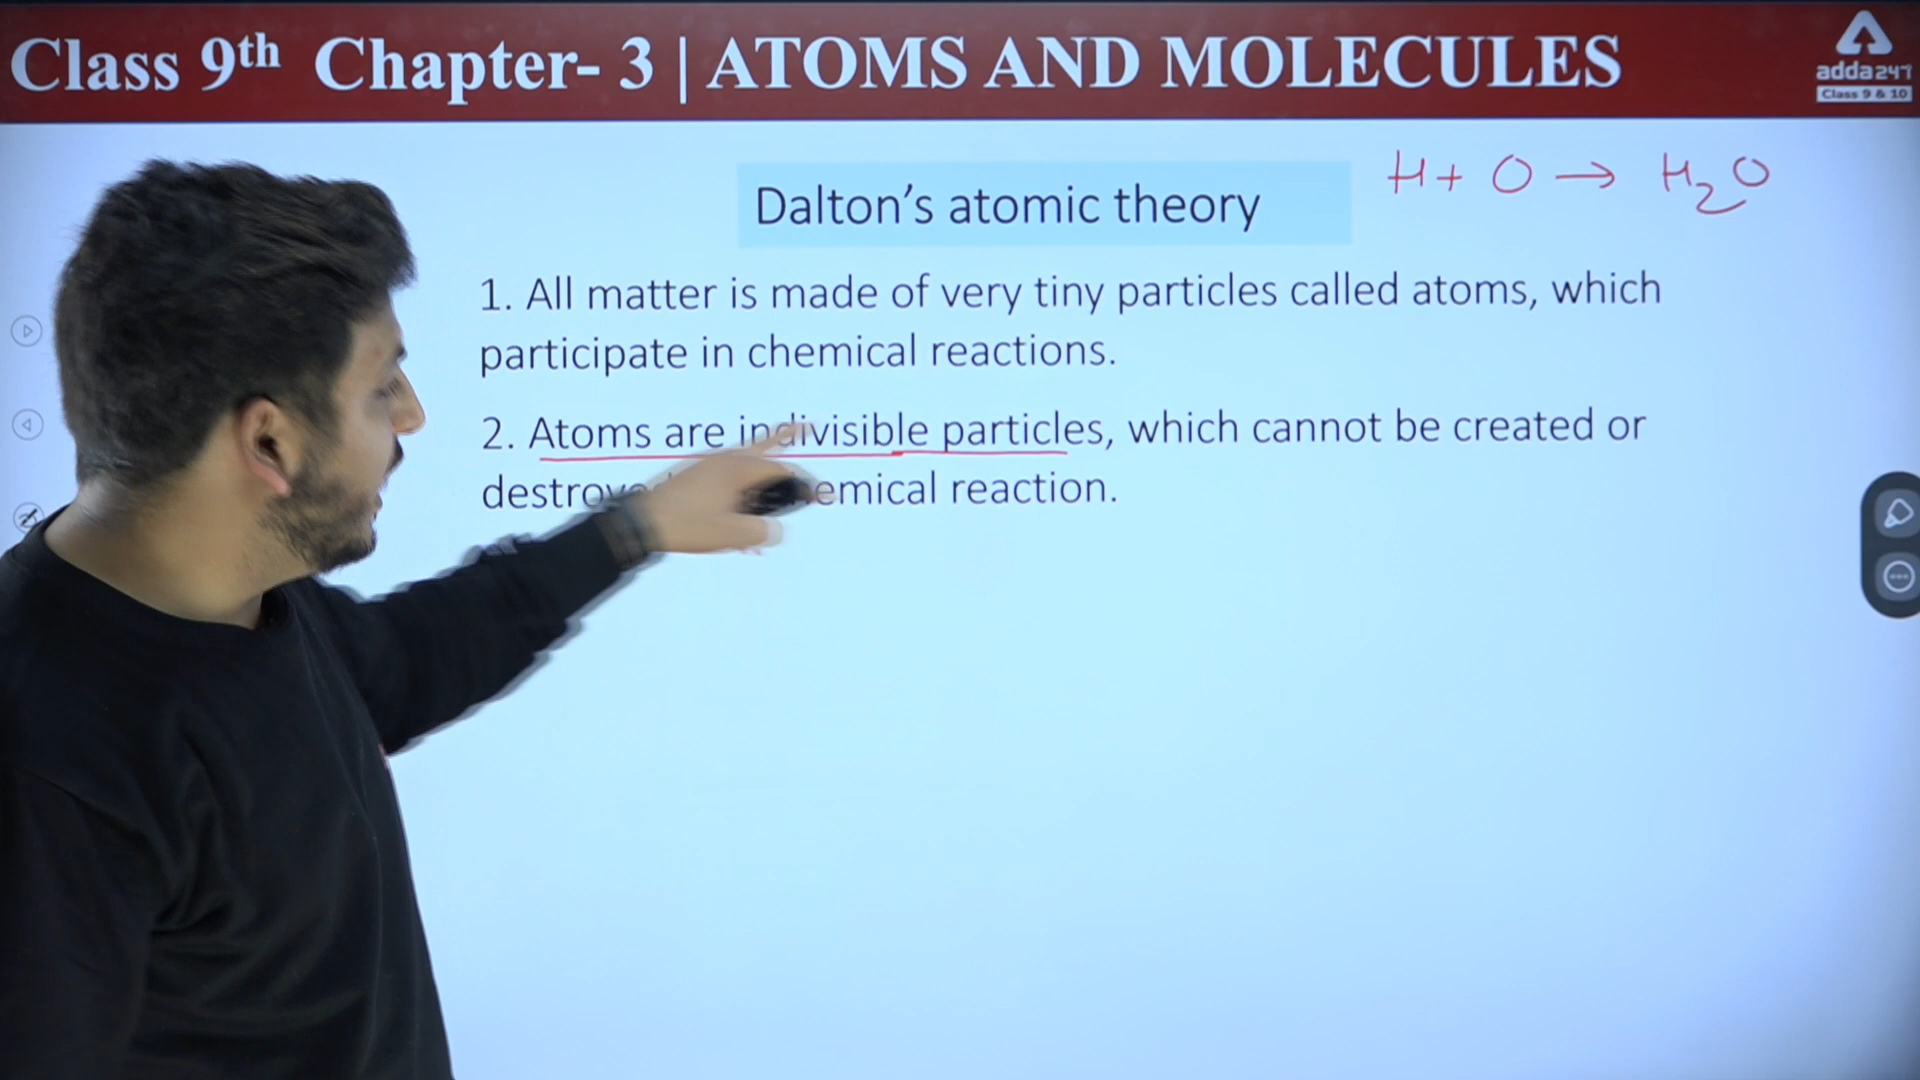 Class 9th Chapter- 3 | ATOMS AND MOLECULES
adda247
Class 9 & 10
H + O → H2O
Dalton's atomic theory
1. All matter is made of very tiny particles called atoms, which
participate in chemical reactions.
2. Atoms are indivisible particles, which cannot be created or
destroyed chemical reaction.